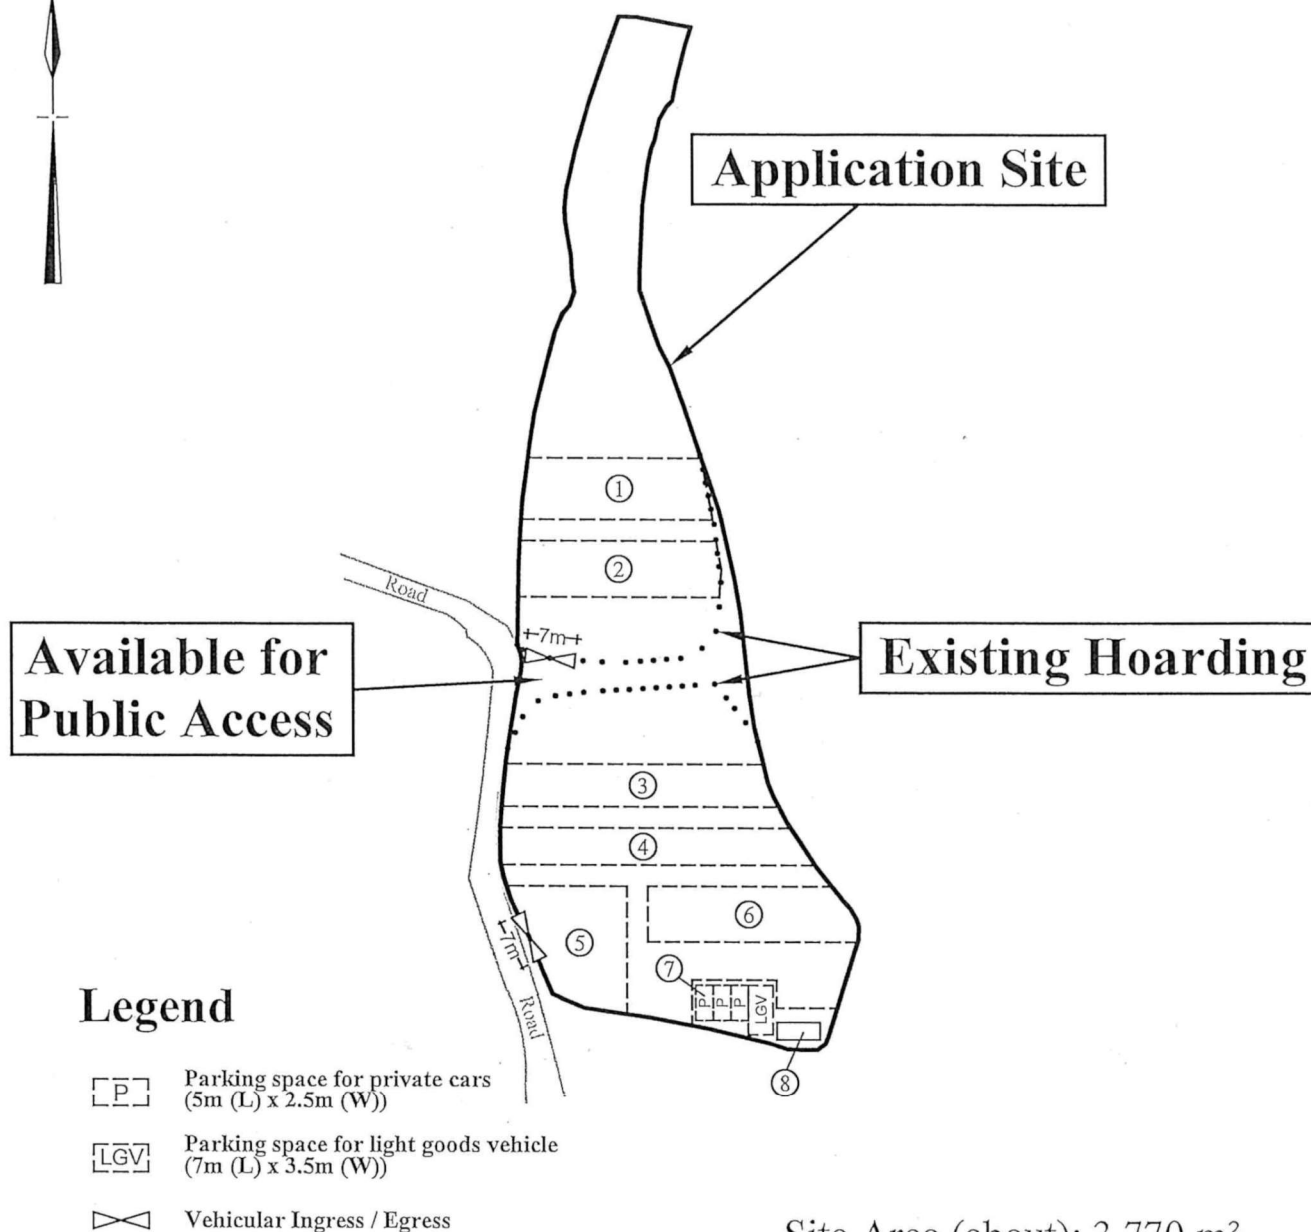 Application Site
①
②
Road
7m
Available for
Public Access
Existing Hoarding
③
④
⑥
⑤
7m
⑦
P P P LGV
Road
⑧
Legend
P Parking space for private cars
(5m (L) x 2.5m (W))
LGV Parking space for light goods vehicle
(7m (L) x 3.5m (W))
Vehicular Ingress / Egress